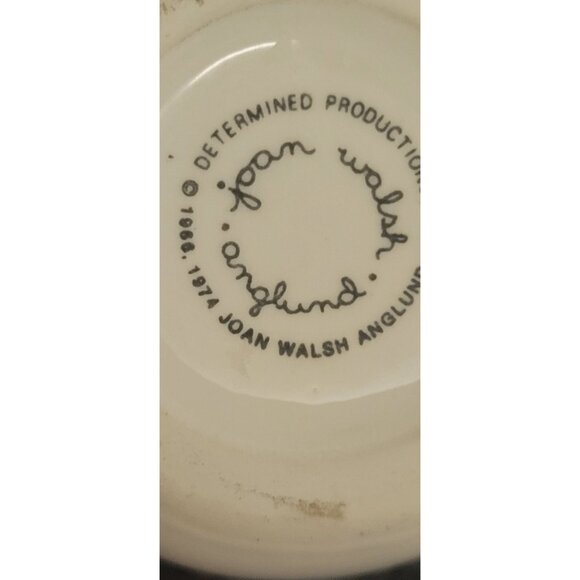 © DETERMINED PRODUCTIONS
joan walsh
• anglund •
1966, 1974 JOAN WALSH ANGLUND